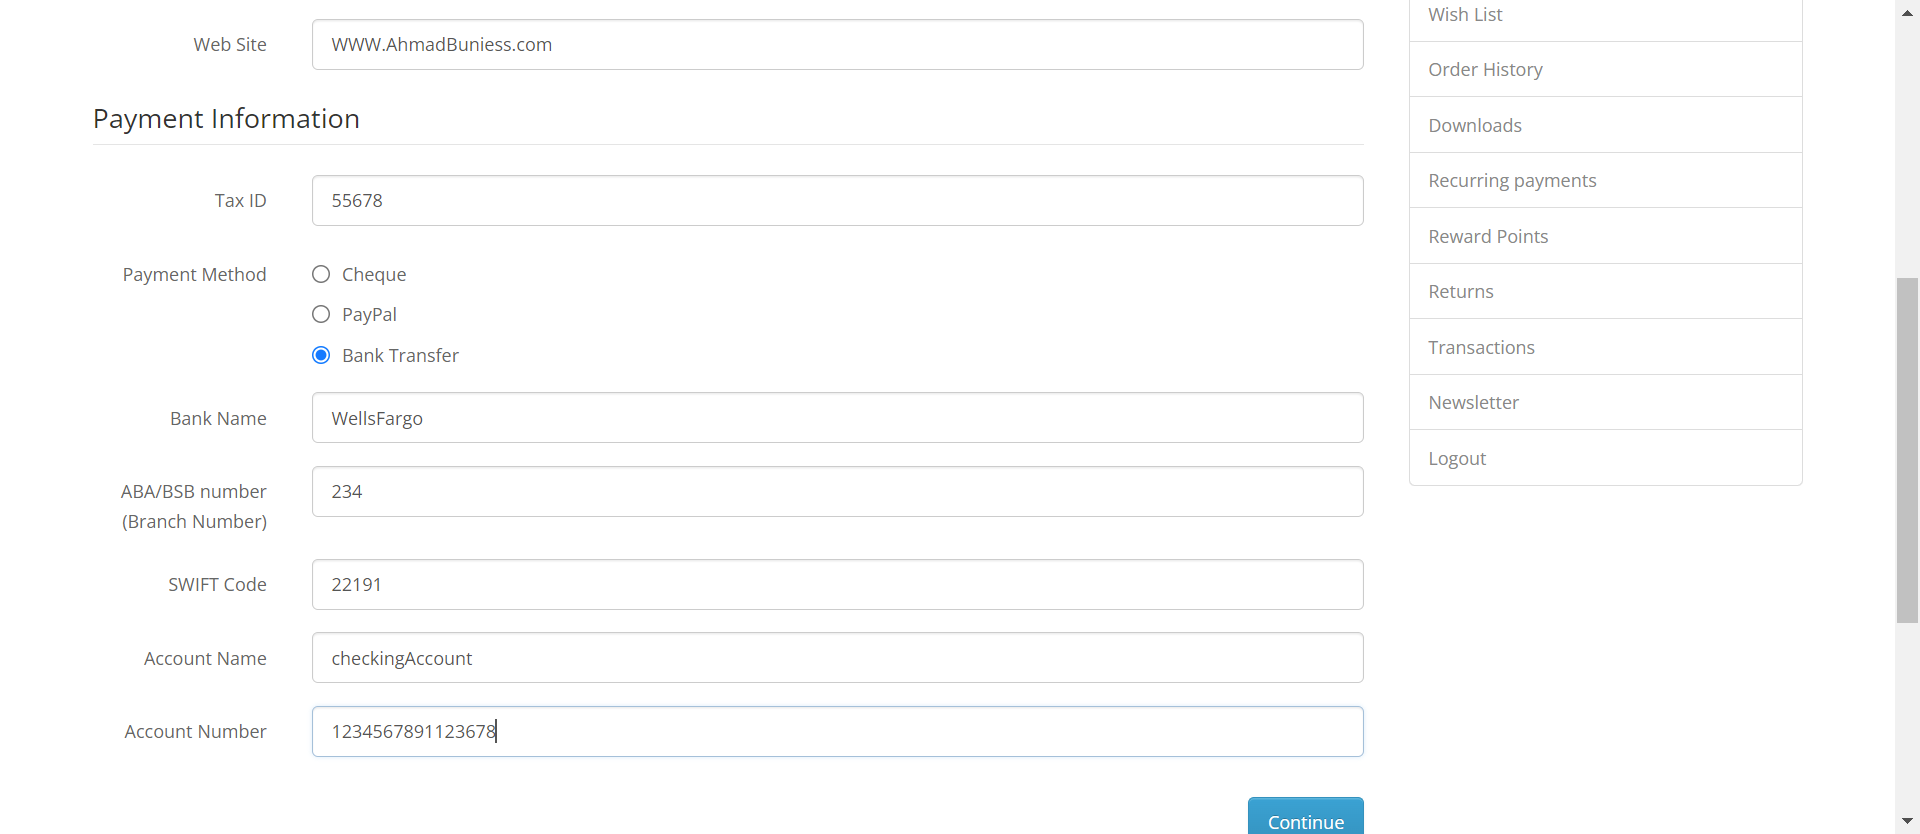 Web Site
WWW.AhmadBuniess.com
Payment Information
Tax ID
55678
Payment Method
Cheque
PayPal
Bank Transfer
Bank Name
WellsFargo
ABA/BSB number
(Branch Number)
234
SWIFT Code
22191
Account Name
checkingAccount
Account Number
1234567891123678
Continue
Wish List
Order History
Downloads
Recurring payments
Reward Points
Returns
Transactions
Newsletter
Logout